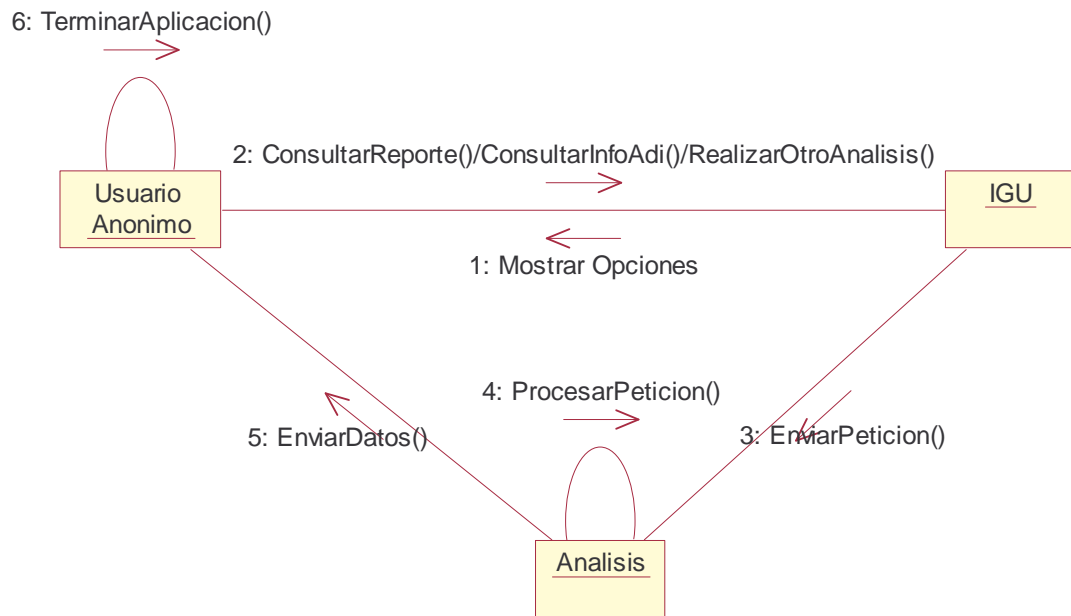 6: TerminarAplicacion()
2: ConsultarReporte()/ConsultarInfoAdi()/RealizarOtroAnalisis()
Usuario
Anonimo
IGU
1: Mostrar Opciones
4: ProcesarPeticion()
5: EnviarDatos()
3: EnviarPeticion()
Analisis